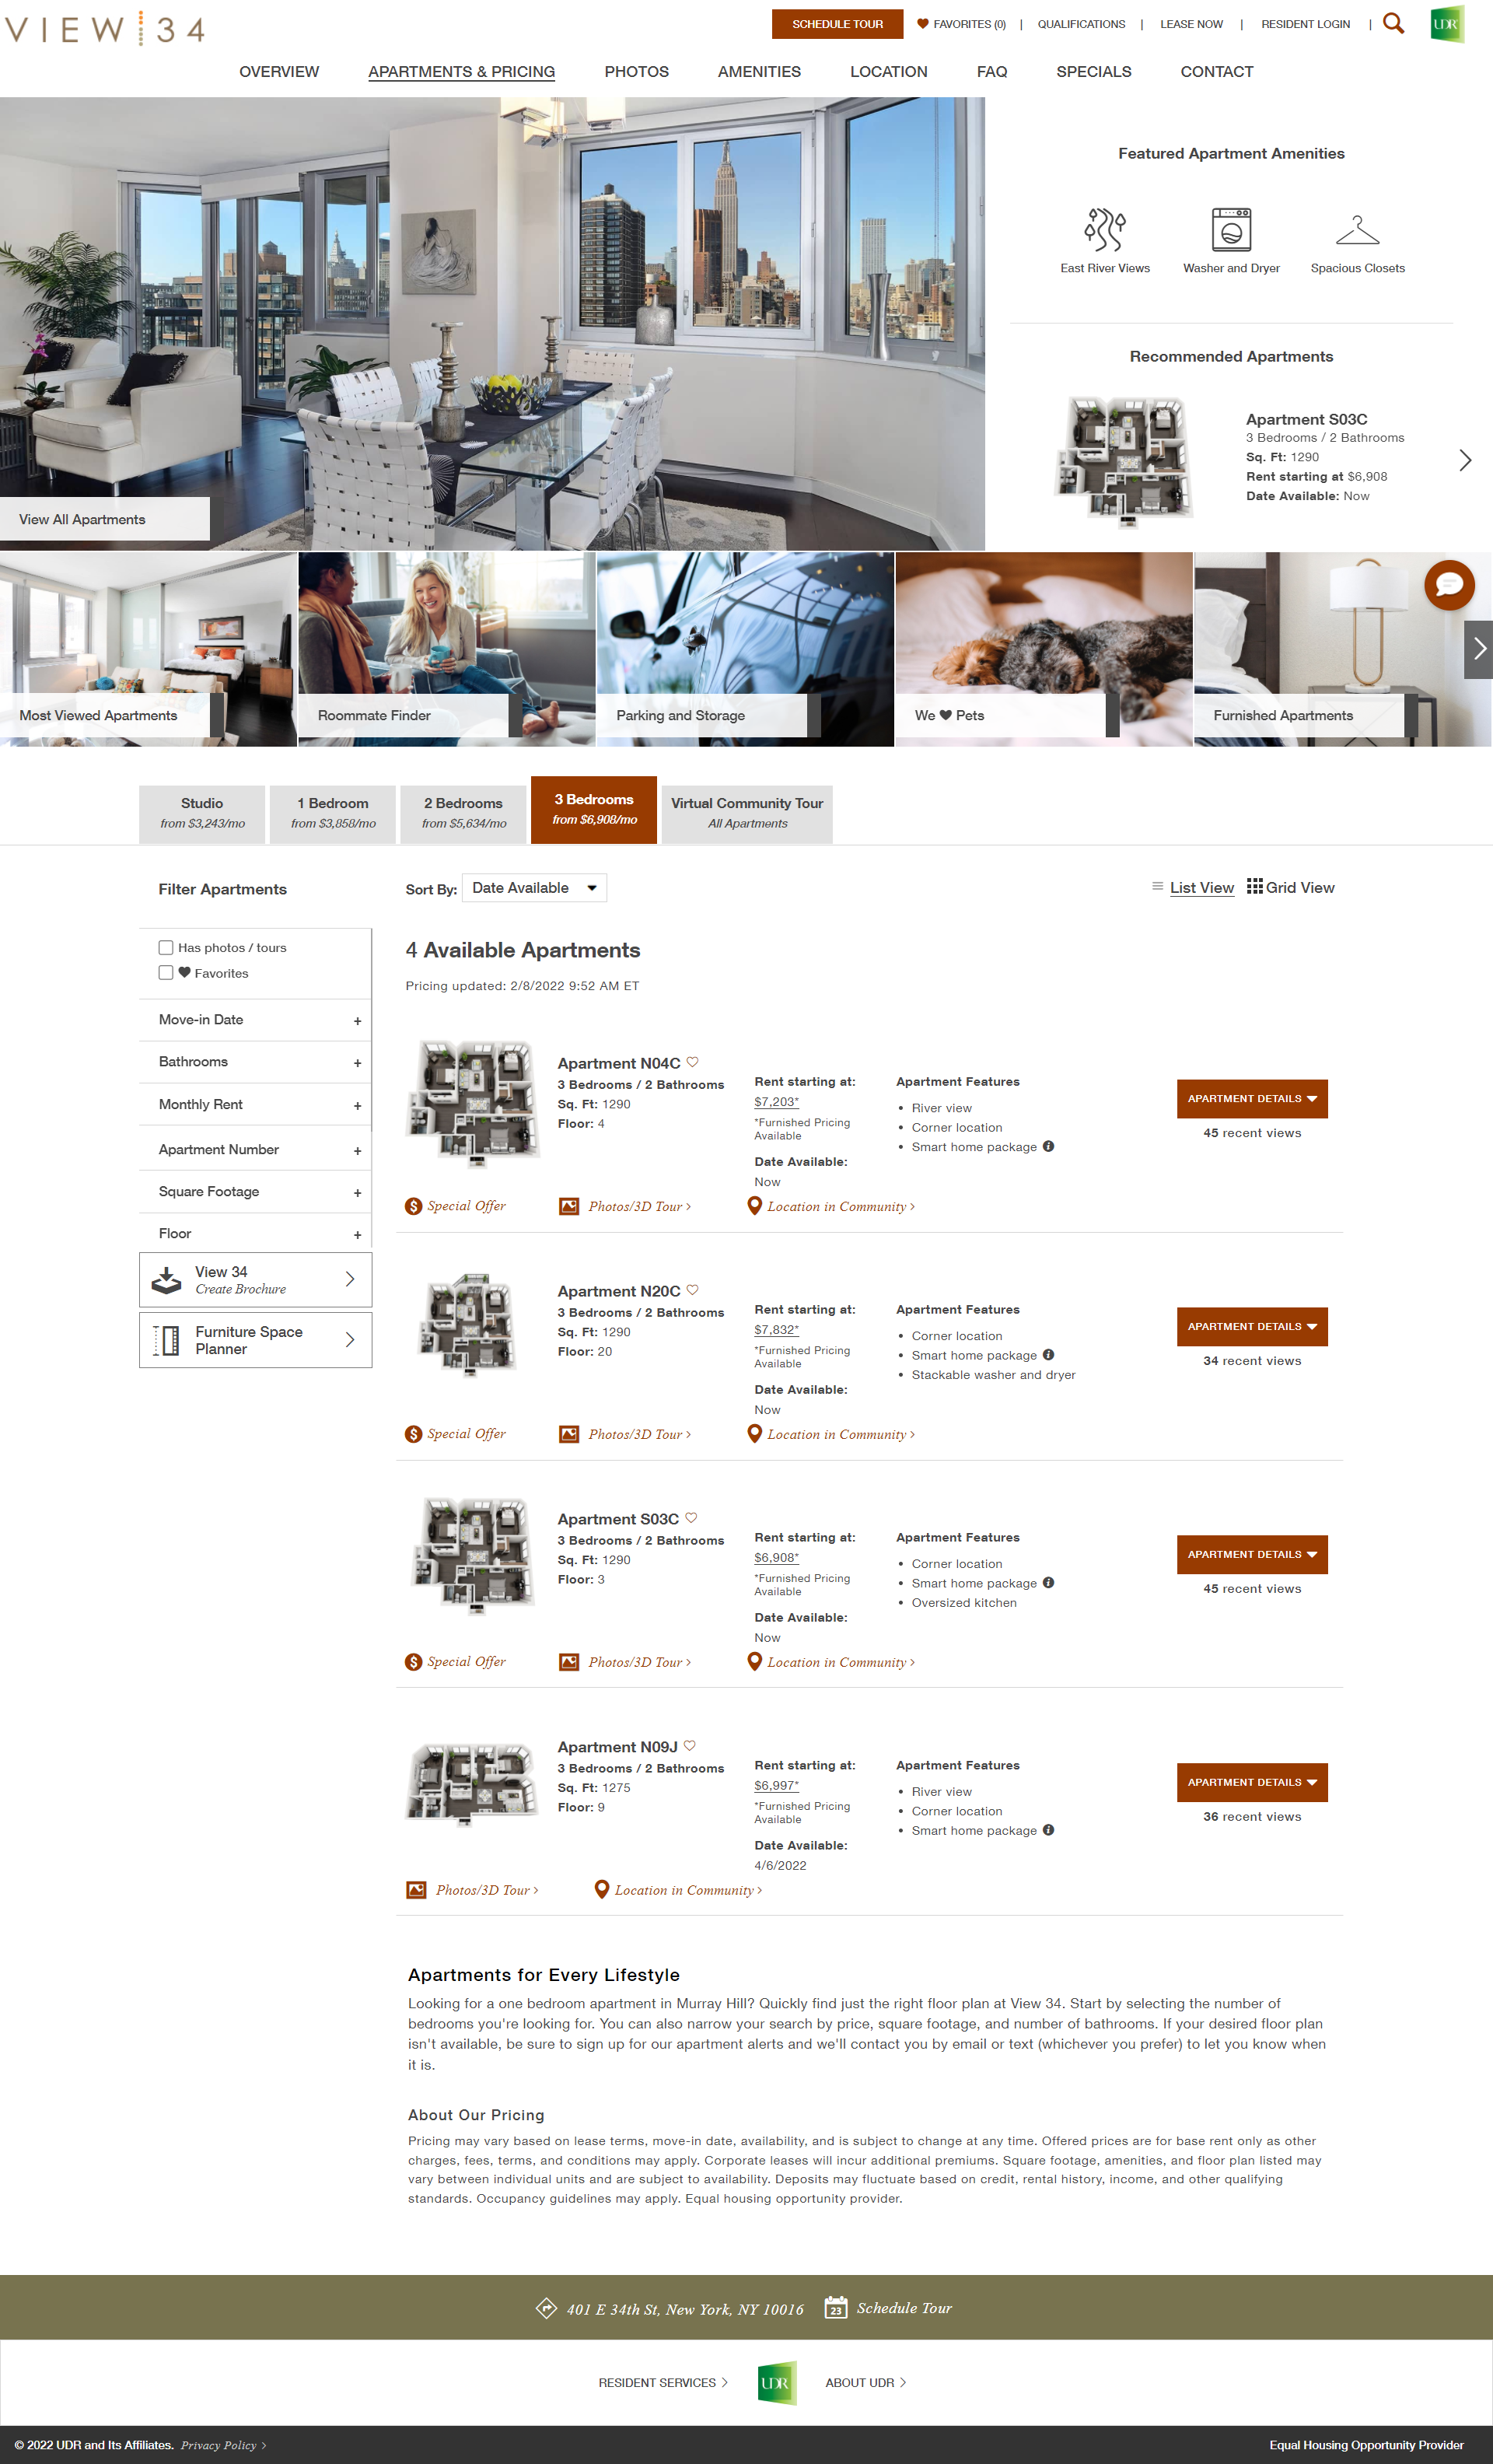 VIEW 34
SCHEDULE TOUR
FAVORITES (0) | QUALIFICATIONS | LEASE NOW | RESIDENT LOGIN |
UDR
OVERVIEW APARTMENTS & PRICING PHOTOS AMENITIES LOCATION FAQ SPECIALS CONTACT
View All Apartments
Featured Apartment Amenities
East River Views Washer and Dryer Spacious Closets
Recommended Apartments
Apartment S03C
3 Bedrooms / 2 Bathrooms
Sq. Ft: 1290
Rent starting at $6,908
Date Available: Now
Most Viewed Apartments
Roommate Finder
Parking and Storage
We ♥ Pets
Furnished Apartments
Studio
from $3,243/mo
1 Bedroom
from $3,858/mo
2 Bedrooms
from $5,634/mo
3 Bedrooms
from $6,908/mo
Virtual Community Tour
All Apartments
Filter Apartments
Has photos / tours
♥ Favorites
Move-in Date +
Bathrooms +
Monthly Rent +
Apartment Number +
Square Footage +
Floor +
View 34
Create Brochure
Furniture Space
Planner
Sort By: Date Available
List View Grid View
4 Available Apartments
Pricing updated: 2/8/2022 9:52 AM ET
Apartment N04C
3 Bedrooms / 2 Bathrooms
Sq. Ft: 1290
Floor: 4
Rent starting at:
$7,203*
*Furnished Pricing
Available
Date Available:
Now
Apartment Features
• River view
• Corner location
• Smart home package
APARTMENT DETAILS
45 recent views
Special Offer
Photos/3D Tour >
Location in Community >
Apartment N20C
3 Bedrooms / 2 Bathrooms
Sq. Ft: 1290
Floor: 20
Rent starting at:
$7,832*
*Furnished Pricing
Available
Date Available:
Now
Apartment Features
• Corner location
• Smart home package
• Stackable washer and dryer
APARTMENT DETAILS
34 recent views
Special Offer
Photos/3D Tour >
Location in Community >
Apartment S03C
3 Bedrooms / 2 Bathrooms
Sq. Ft: 1290
Floor: 3
Rent starting at:
$6,908*
*Furnished Pricing
Available
Date Available:
Now
Apartment Features
• Corner location
• Smart home package
• Oversized kitchen
APARTMENT DETAILS
45 recent views
Special Offer
Photos/3D Tour >
Location in Community >
Apartment N09J
3 Bedrooms / 2 Bathrooms
Sq. Ft: 1275
Floor: 9
Rent starting at:
$6,997*
*Furnished Pricing
Available
Date Available:
4/6/2022
Apartment Features
• River view
• Corner location
• Smart home package
APARTMENT DETAILS
36 recent views
Photos/3D Tour >
Location in Community >
Apartments for Every Lifestyle
Looking for a one bedroom apartment in Murray Hill? Quickly find just the right floor plan at View 34. Start by selecting the number of
bedrooms you're looking for. You can also narrow your search by price, square footage, and number of bathrooms. If your desired floor plan
isn't available, be sure to sign up for our apartment alerts and we'll contact you by email or text (whichever you prefer) to let you know when
it is.
About Our Pricing
Pricing may vary based on lease terms, move-in date, availability, and is subject to change at any time. Offered prices are for base rent only as other
charges, fees, terms, and conditions may apply. Corporate leases will incur additional premiums. Square footage, amenities, and floor plan listed may
vary between individual units and are subject to availability. Deposits may fluctuate based on credit, rental history, income, and other qualifying
standards. Occupancy guidelines may apply. Equal housing opportunity provider.
401 E 34th St, New York, NY 10016
23 Schedule Tour
RESIDENT SERVICES >
UDR
ABOUT UDR >
© 2022 UDR and Its Affiliates. Privacy Policy >
Equal Housing Opportunity Provider